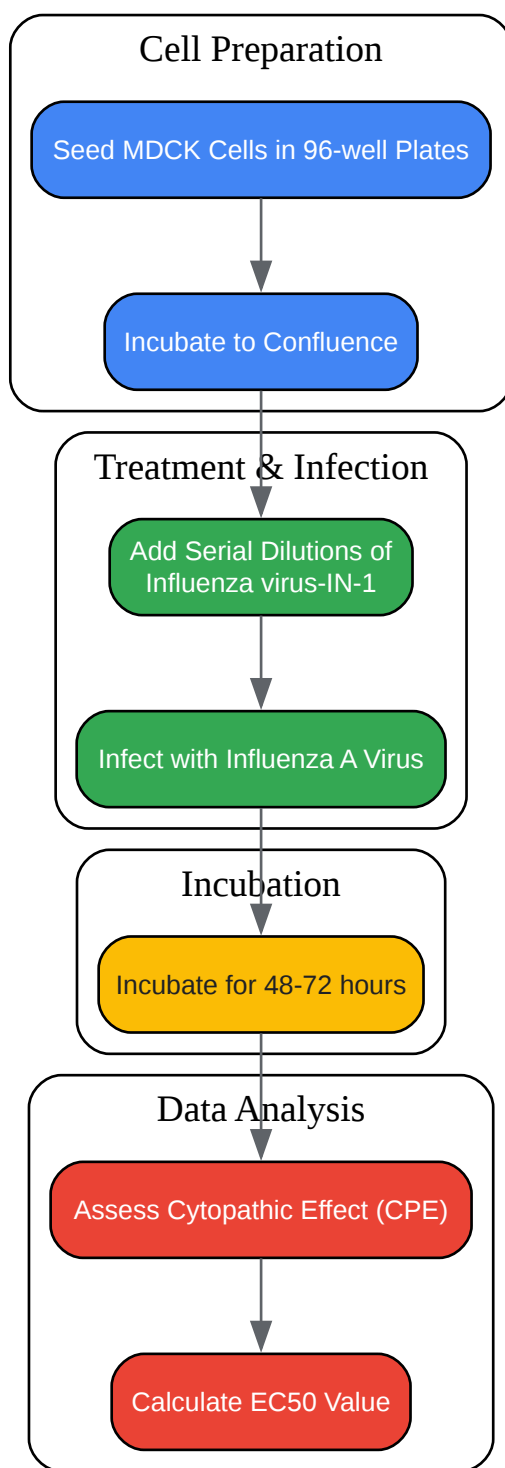 Cell Preparation
Seed MDCK Cells in 96-well Plates
Incubate to Confluence
Treatment & Infection
Add Serial Dilutions of
Influenza virus-IN-1
Infect with Influenza A Virus
Incubation
Incubate for 48-72 hours
Data Analysis
Assess Cytopathic Effect (CPE)
Calculate EC50 Value